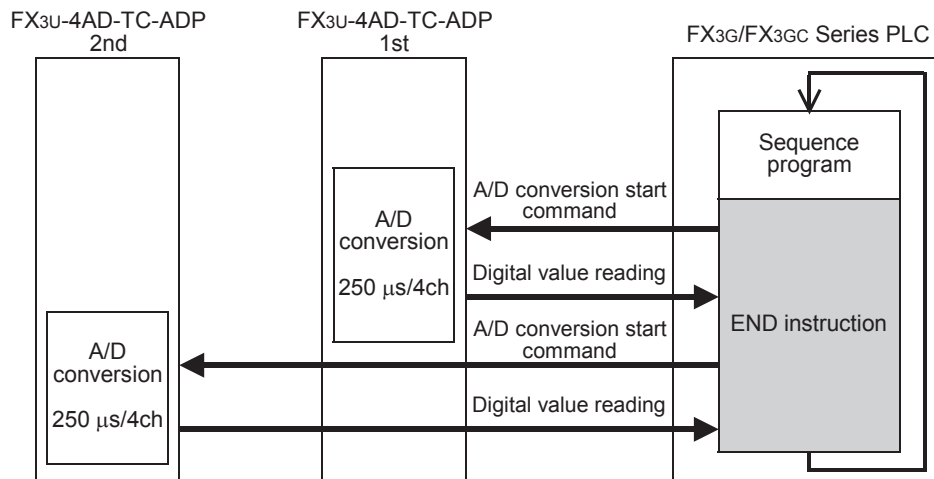 FX3U-4AD-TC-ADP
2nd
FX3U-4AD-TC-ADP
1st
FX3G/FX3GC Series PLC
Sequence
program
A/D conversion start
command
A/D
conversion
250 μs/4ch
Digital value reading
END instruction
A/D conversion start
command
A/D
conversion
250 μs/4ch
Digital value reading